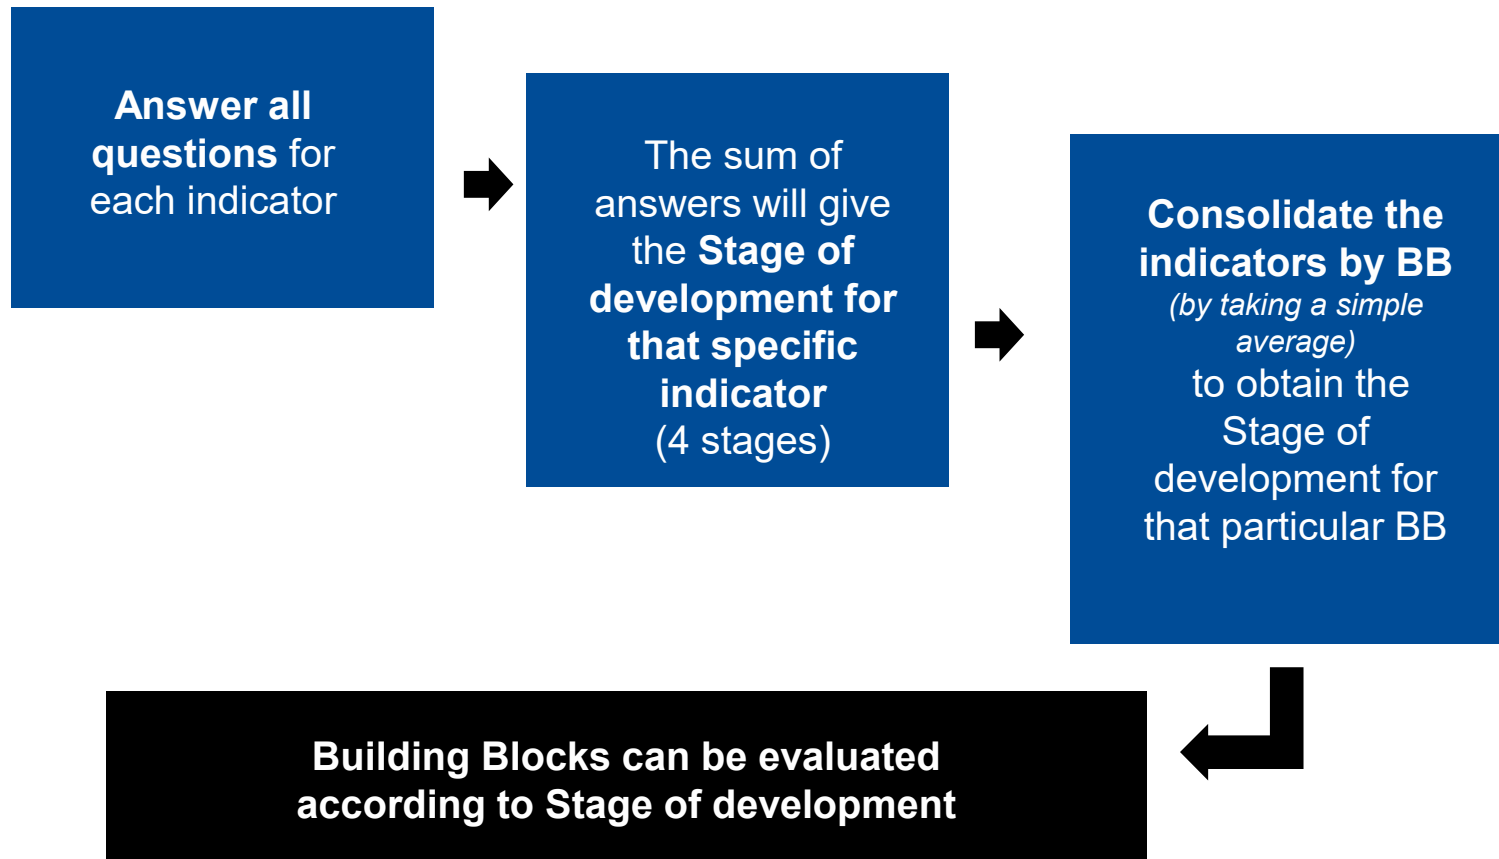 Answer all
questions for
each indicator
The sum of
answers will give
the Stage of
development for
that specific
indicator
(4 stages)
Consolidate the
indicators by BB
(by taking a simple
average)
to obtain the
Stage of
development for
that particular BB
Building Blocks can be evaluated
according to Stage of development